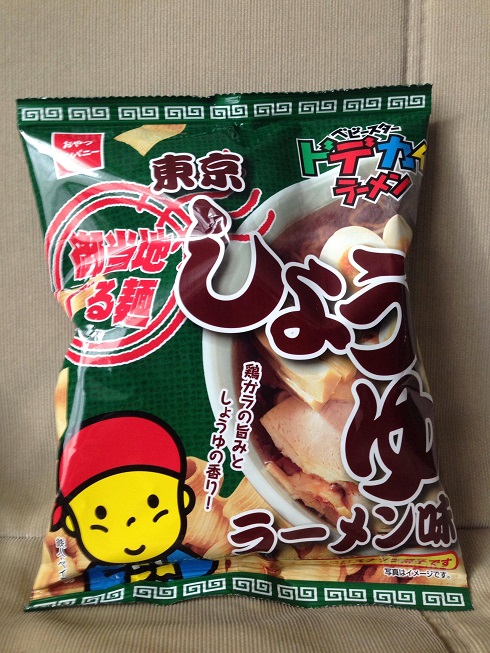 おやつ
カンパニー
ベビースター
ドデカイ
ラーメン
東京
しょうゆ
ラーメン味
御当地
る麺
鶏ガラの旨みと
しょうゆの香り!
写真はイメージです。